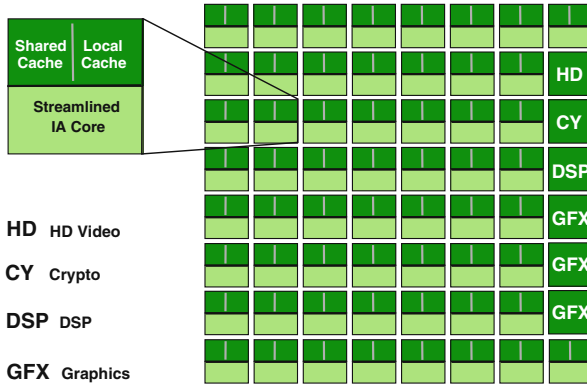 Shared Local
Cache Cache
Streamlined
IA Core
HD
CY
DSP
GFX
GFX
GFX
HD HD Video
CY Crypto
DSP DSP
GFX Graphics